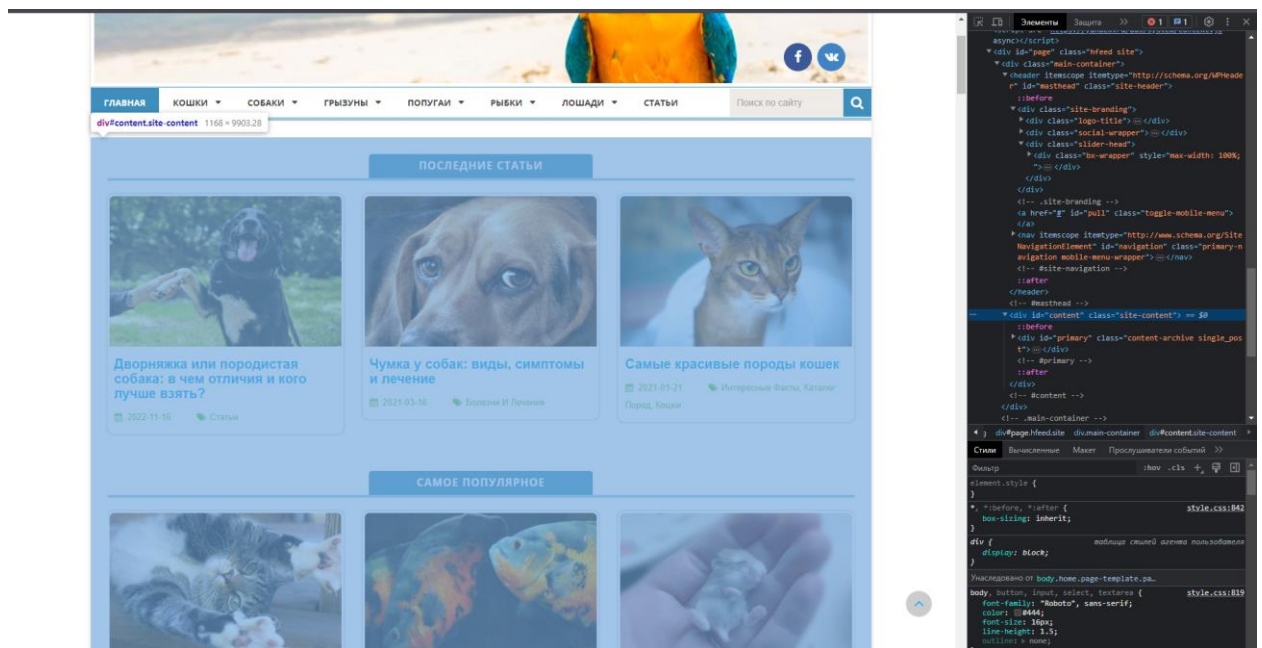 ГЛАВНАЯ КОШКИ СОБАКИ ГРЫЗУНЫ ПОПУГАИ РЫБКИ ЛОШАДИ СТАТЬИ Поиск по сайту
div#content.site-content 1168 × 9903.28
ПОСЛЕДНИЕ СТАТЬИ
Дворняжка или породистая
собака: в чем отличия и кого
лучше взять?
2022-11-16 Статьи
Чумка у собак: виды, симптомы
и лечение
2021-03-16 Болезни И Лечение
Самые красивые породы кошек
2021-01-21 Интересные Факты, Каталог
Пород, Кошки
САМОЕ ПОПУЛЯРНОЕ
Элементы Защита 1 1
async></script>
<div id="page" class="hfeed site">
<div class="main-container">
<header itemscope itemtype="http://schema.org/WPHeade
r" id="masthead" class="site-header">
::before
<div class="site-branding">
<div class="logo-title"></div>
<div class="social-wrapper"></div>
<div class="slider-head">
<div class="bx-wrapper" style="max-width: 100%;
"></div>
</div>
</div>
<!-- .site-branding -->
<a href="#" id="pull" class="toggle-mobile-menu">
</a>
<nav itemscope itemtype="http://www.schema.org/Site
NavigationElement" id="navigation" class="primary-n
avigation mobile-menu-wrapper"></nav>
<!-- #site-navigation -->
::after
</header>
<!-- #masthead -->
<div id="content" class="site-content"> == $0
::before
<div id="primary" class="content-archive single_pos
t"></div>
<!-- #primary -->
::after
</div>
<!-- #content -->
</div>
<!-- .main-container -->
div#page.hfeed.site div.main-container div#content.site-content
Стили Вычисленные Макет Прослушиватели событий
Фильтр :hov .cls
element.style {
}
*, *:before, *:after { style.css:842
box-sizing: inherit;
}
div { таблица стилей агента пользователя
display: block;
}
Унаследовано от body.home.page-template.pa…
body, button, input, select, textarea { style.css:819
font-family: "Roboto", sans-serif;
color: #444;
font-size: 16px;
line-height: 1.5;
outline: none;